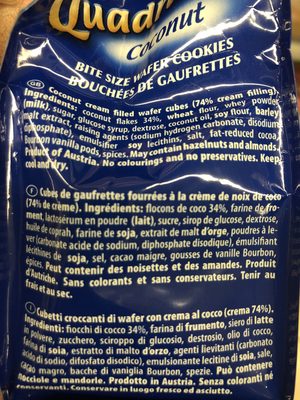 Quadr
Coconut
BITE SIZE WAFER COOKIES
BOUCHÉES DE GAUFRETTES
GB Coconut cream filled wafer cubes (74% cream filling).
Ingredients: coconut flakes 34%, wheat flour, whey powder
(milk), sugar, glucose syrup, dextrose, coconut oil, soy flour, barley
malt extract, raising agents (sodium hydrogen carbonate, disodium
diphosphate), emulsifier soy lecithins, salt, fat-reduced cocoa,
Bourbon vanilla pods, spices. May contain hazelnuts and almonds.
Product of Austria. No colorings and no preservatives. Keep
cool and dry.
F Cubes de gaufrettes fourrées à la crème de noix de coco
(74% de crème). Ingrédients: flocons de coco 34%, farine de fro-
ment, lactosérum en poudre (lait), sucre, sirop de glucose, dextrose,
huile de coprah, farine de soja, extrait de malt d'orge, poudres à le-
ver (carbonate acide de sodium, diphosphate disodique), émulsifiant
lécithines de soja, sel, cacao maigre, gousses de vanille Bourbon,
épices. Peut contenir des noisettes et des amandes. Produit
d'Autriche. Sans colorants et sans conservateurs. Tenir au
frais et au sec.
I Cubetti croccanti di wafer con crema al cocco (crema 74%).
Ingredienti: fiocchi di cocco 34%, farina di frumento, siero di latte
in polvere, zucchero, sciroppo di glucosio, destrosio, olio di cocco,
farina di soia, estratto di malto d'orzo, agenti lievitanti (carbonato
acido di sodio, difosfato disodico), emulsionante lecitine di soia, sale,
cacao magro, bacche di vaniglia Bourbon, spezie. Può contenere
nocciole e mandorle. Prodotto in Austria. Senza coloranti né
conservanti. Conservare in luogo fresco ed asciutto.